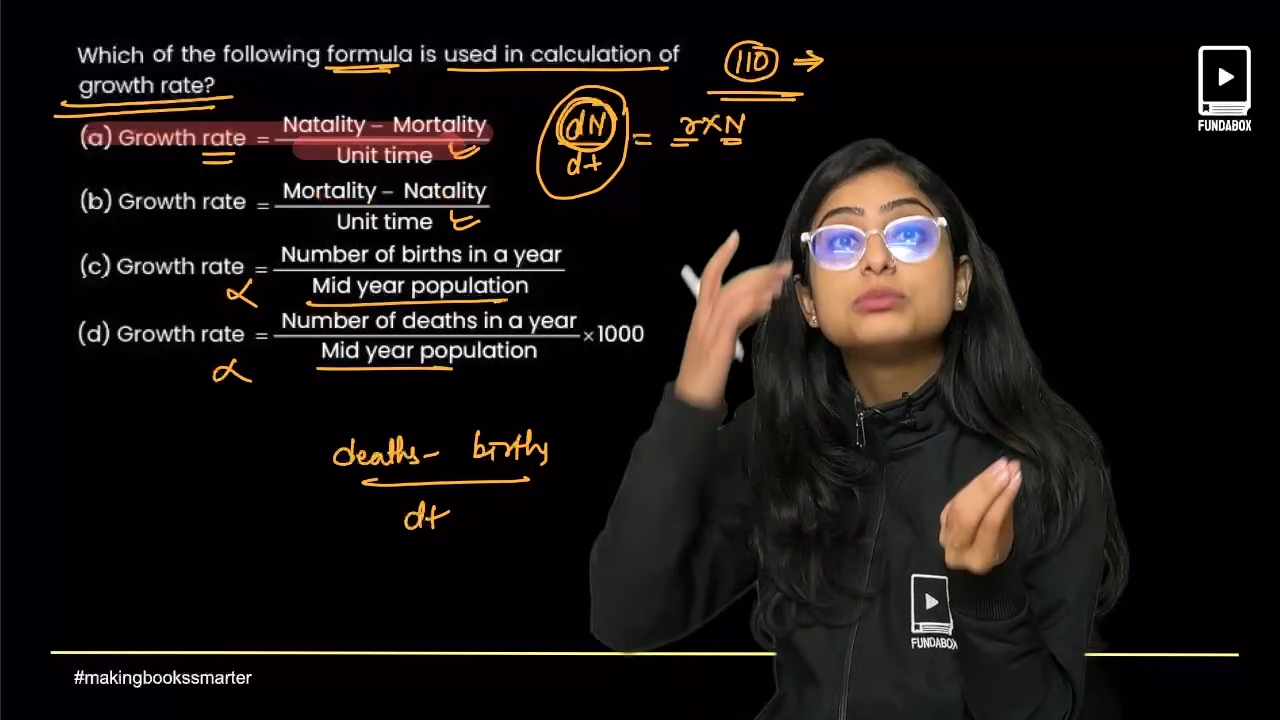 Which of the following formula is used in calculation of
growth rate?
(a) Growth rate = Natality – Mortality
Unit time
(b) Growth rate = Mortality – Natality
Unit time
(c) Growth rate = Number of births in a year
Mid year population
(d) Growth rate = Number of deaths in a year ×1000
Mid year population
110 →
dN = r×N
dt
deaths– births
dt
FUNDABOX
FUNDABOX
#makingbookssmarter